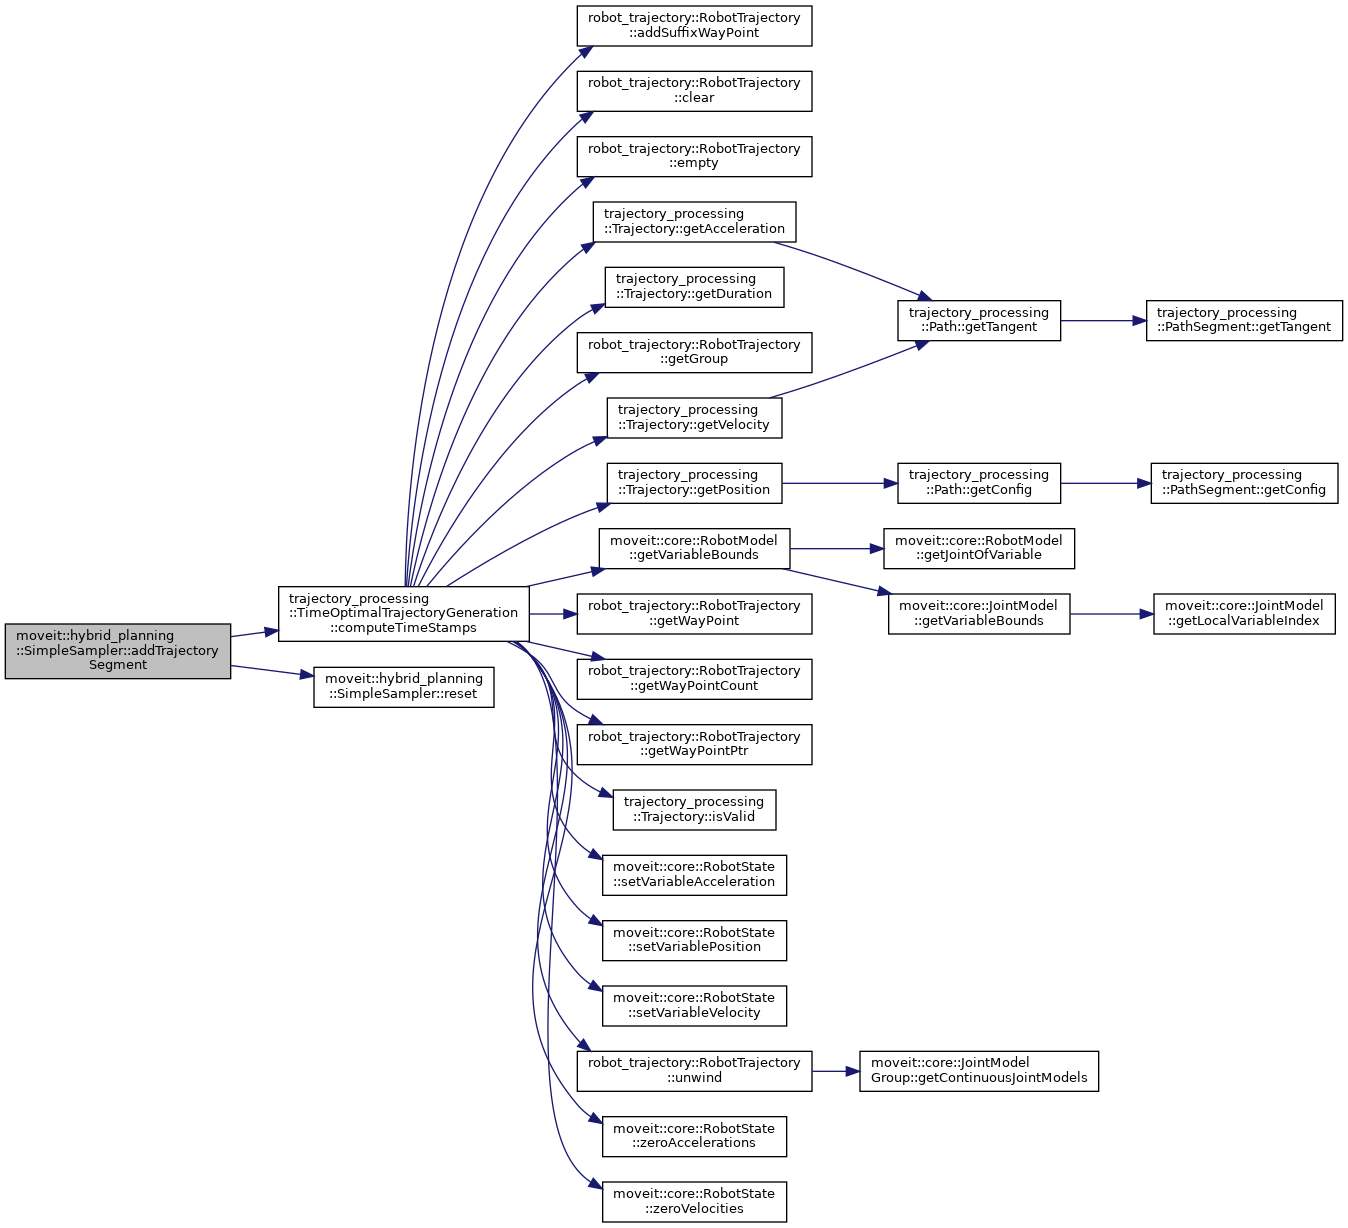 robot_trajectory::RobotTrajectory
::addSuffixWayPoint
robot_trajectory::RobotTrajectory
::clear
robot_trajectory::RobotTrajectory
::empty
trajectory_processing
::Trajectory::getAcceleration
trajectory_processing
::Trajectory::getDuration
trajectory_processing
::Path::getTangent
trajectory_processing
::PathSegment::getTangent
robot_trajectory::RobotTrajectory
::getGroup
trajectory_processing
::Trajectory::getVelocity
trajectory_processing
::Trajectory::getPosition
trajectory_processing
::Path::getConfig
trajectory_processing
::PathSegment::getConfig
moveit::core::RobotModel
::getVariableBounds
moveit::core::RobotModel
::getJointOfVariable
trajectory_processing
::TimeOptimalTrajectoryGeneration
::computeTimeStamps
robot_trajectory::RobotTrajectory
::getWayPoint
moveit::core::JointModel
::getVariableBounds
moveit::core::JointModel
::getLocalVariableIndex
moveit::hybrid_planning
::SimpleSampler::addTrajectory
Segment
moveit::hybrid_planning
::SimpleSampler::reset
robot_trajectory::RobotTrajectory
::getWayPointCount
robot_trajectory::RobotTrajectory
::getWayPointPtr
trajectory_processing
::Trajectory::isValid
moveit::core::RobotState
::setVariableAcceleration
moveit::core::RobotState
::setVariablePosition
moveit::core::RobotState
::setVariableVelocity
robot_trajectory::RobotTrajectory
::unwind
moveit::core::JointModel
Group::getContinuousJointModels
moveit::core::RobotState
::zeroAccelerations
moveit::core::RobotState
::zeroVelocities